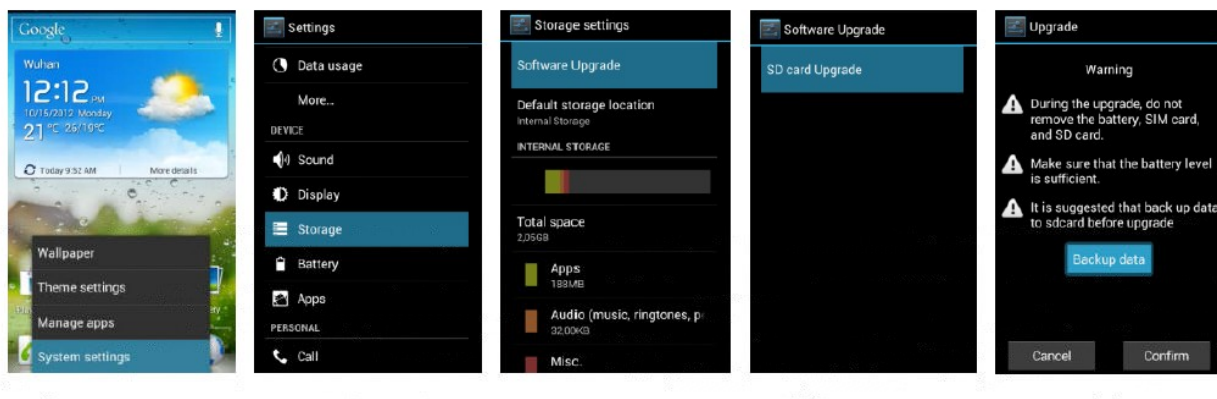 Google
Wuhan
12:12 PM
10/15/2012 Monday
21°C 26/19°C
Today 9:52 AM
More details
Wallpaper
Theme settings
Manage apps
System settings
Settings
Data usage
More...
DEVICE
Sound
Display
Storage
Battery
Apps
PERSONAL
Call
Storage settings
Software Upgrade
Default storage location
Internal Storage
INTERNAL STORAGE
Total space
2,05GB
Apps
188MB
Audio (music, ringtones, p
32,00KB
Misc.
Software Upgrade
SD card Upgrade
Upgrade
Warning
During the upgrade, do not
remove the battery, SIM card,
and SD card.
Make sure that the battery level
is sufficient.
It is suggested that back up data
to sdcard before upgrade
Backup data
Cancel
Confirm